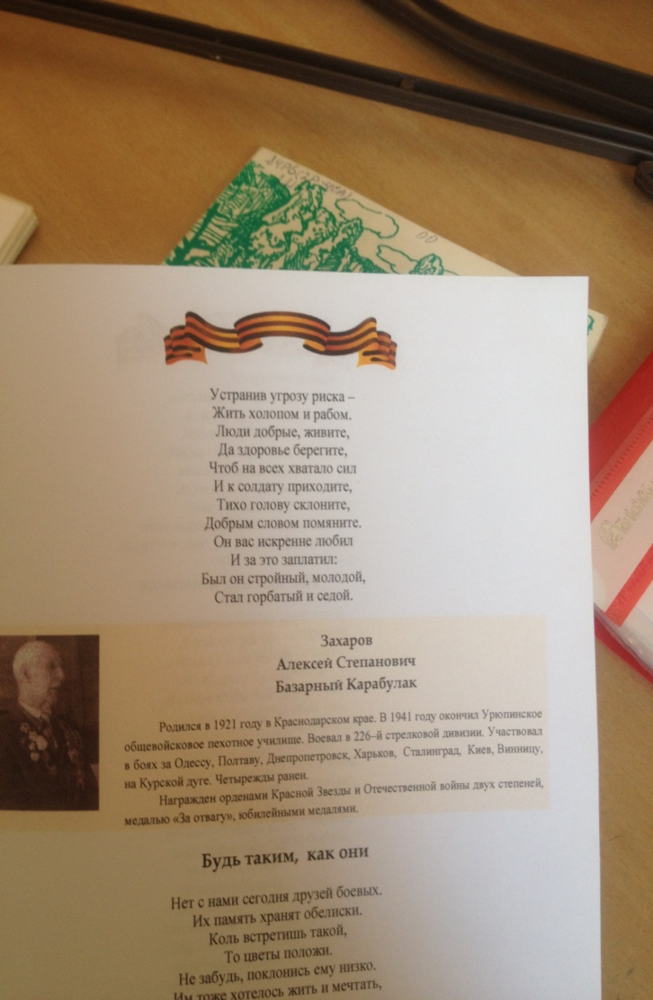 Устранив угрозу риска –
Жить холопом и рабом.
Люди добрые, живите,
Да здоровье берегите,
Чтоб на всех хватало сил
И к солдату приходите,
Тихо голову склоните,
Добрым словом помяните.
Он вас искренне любил
И за это заплатил:
Был он стройный, молодой,
Стал горбатый и седой.
Захаров
Алексей Степанович
Базарный Карабулак
Родился в 1921 году в Краснодарском крае. В 1941 году окончил Урюпинское
общевойсковое пехотное училище. Воевал в 226–й стрелковой дивизии. Участвовал
в боях за Одессу, Полтаву, Днепропетровск, Харьков, Сталинград, Киев, Винницу,
на Курской дуге. Четырежды ранен.
Награжден орденами Красной Звезды и Отечественной войны двух степеней,
медалью «За отвагу», юбилейными медалями.
Будь таким, как они
Нет с нами сегодня друзей боевых.
Их память хранят обелиски.
Коль встретишь такой,
То цветы положи.
Не забудь, поклонись ему низко.
Им тоже хотелось жить и мечтать,